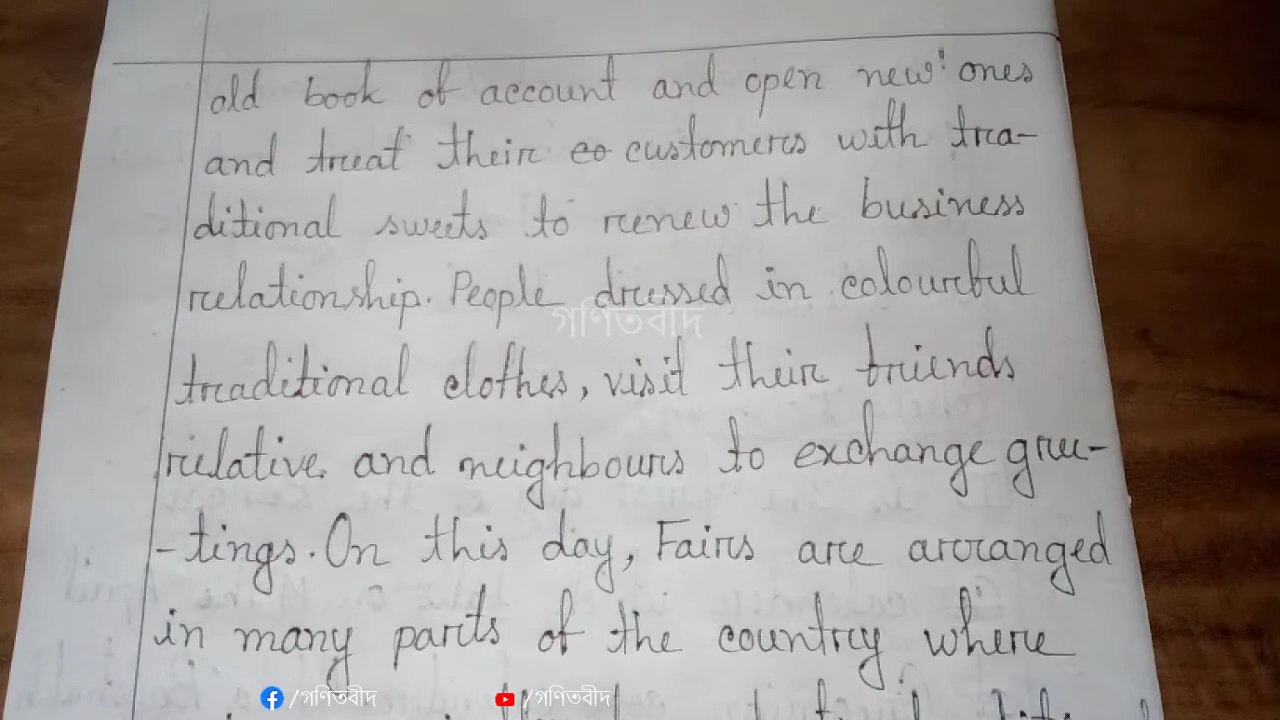 old book of account and open new ones
and treat their co customers with tra-
ditional sweets to renew the business
relationship. People dressed in colourful
গণিতবীদ
traditional clothes, visit their friends
relative and neighbours to exchange gree-
-tings. On this day, Fairs are arranged
in many parts of the country where
/গণিতবীদ /গণিতবীদ